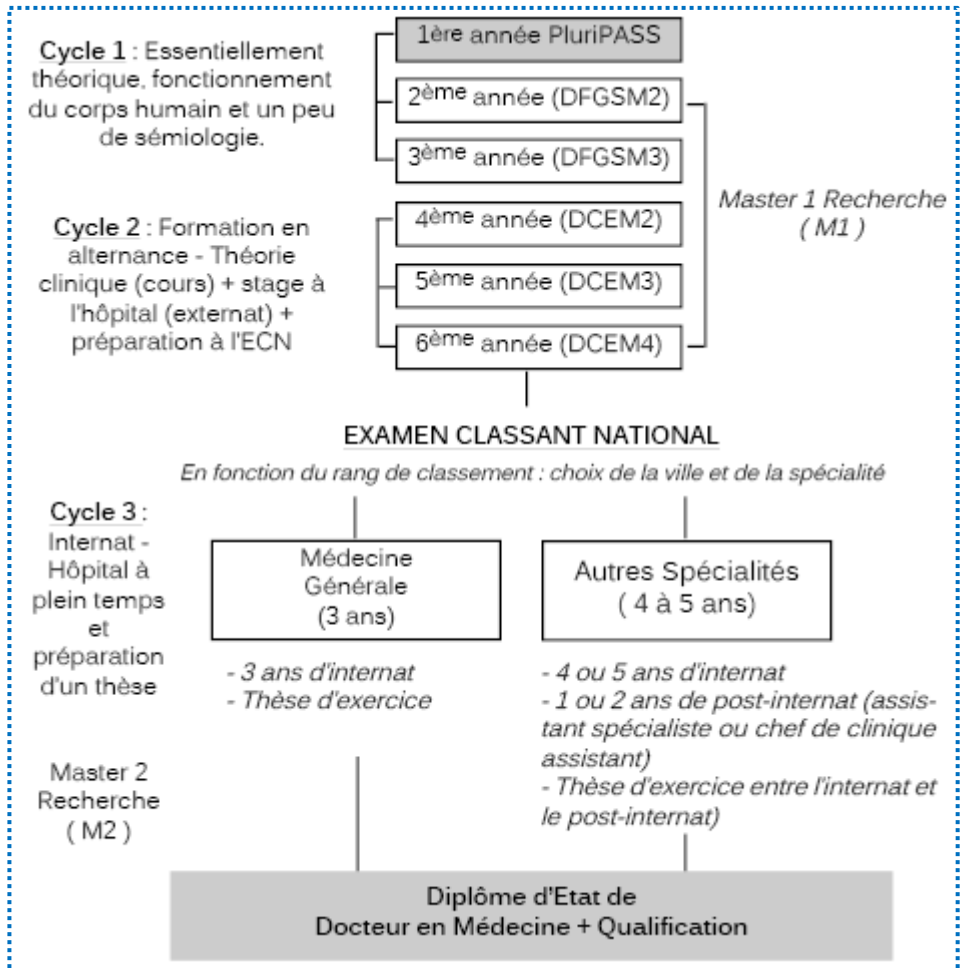 Cycle 1 : Essentiellement
théorique, fonctionnement
du corps humain et un peu
de sémiologie.
1ère année PluriPASS
2ème année (DFGSM2)
3ème année (DFGSM3)
Master 1 Recherche
( M1 )
Cycle 2 : Formation en
alternance - Théorie
clinique (cours) + stage à
l'hôpital (externat) +
préparation à l'ECN
4ème année (DCEM2)
5ème année (DCEM3)
6ème année (DCEM4)
EXAMEN CLASSANT NATIONAL
En fonction du rang de classement : choix de la ville et de la spécialité
Cycle 3 :
Internat -
Hôpital à
plein temps
et
préparation
d'un thèse
Médecine
Générale
(3 ans)
- 3 ans d'internat
- Thèse d'exercice
Autres Spécialités
( 4 à 5 ans)
- 4 ou 5 ans d'internat
- 1 ou 2 ans de post-internat (assis-
tant spécialiste ou chef de clinique
assistant)
- Thèse d'exercice entre l'internat et
le post-internat)
Master 2
Recherche
( M2 )
Diplôme d'Etat de
Docteur en Médecine + Qualification